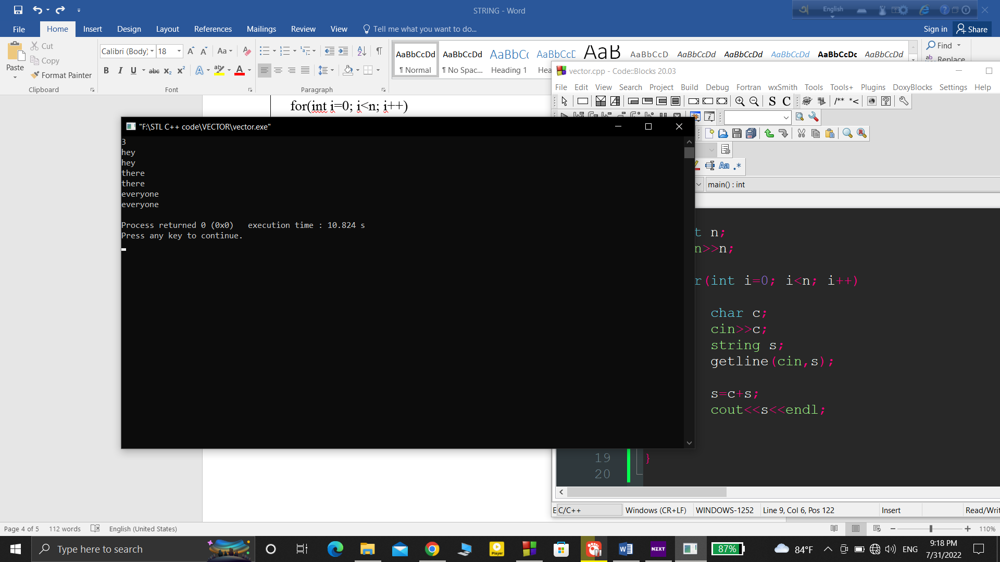 STRING - Word
English
File Home Insert Design Layout References Mailings Review View Tell me what you want to do...
Sign in Share
Paste
Cut
Copy
Format Painter
Clipboard
Calibri (Body) 18
Font
Paragraph
AaBbCcDd AaBbCcDd AaBbCc AaBbCcD AaB AaBbCcD AaBbCcDd AaBbCcDd AaBbCcDd AaBbCcDc AaBbCcDd
¶ Normal ¶ No Spac... Heading 1 Hea
Find
Replace
for(int i=0; i<n; i++)
vector.cpp - Code::Blocks 20.03
File Edit View Search Project Build Debug Fortran wxSmith Tools Tools+ Plugins DoxyBlocks Settings Help
S C /** *<
Aa .*
main() : int
"F:\STL C++ code\VECTOR\vector.exe"
3
hey
hey
there
there
everyone
everyone
Process returned 0 (0x0)   execution time : 10.824 s
Press any key to continue.
t n;
n>>n;
r(int i=0; i<n; i++)
char c;
cin>>c;
string s;
getline(cin,s);
s=c+s;
cout<<s<<endl;
19 }
20
E C/C++ Windows (CR+LF) WINDOWS-1252 Line 9, Col 6, Pos 122 Insert Read/Writ
Page 4 of 5 112 words English (United States) 110%
Type here to search
Player
NZXT
87%
84°F
ENG
9:18 PM
7/31/2022